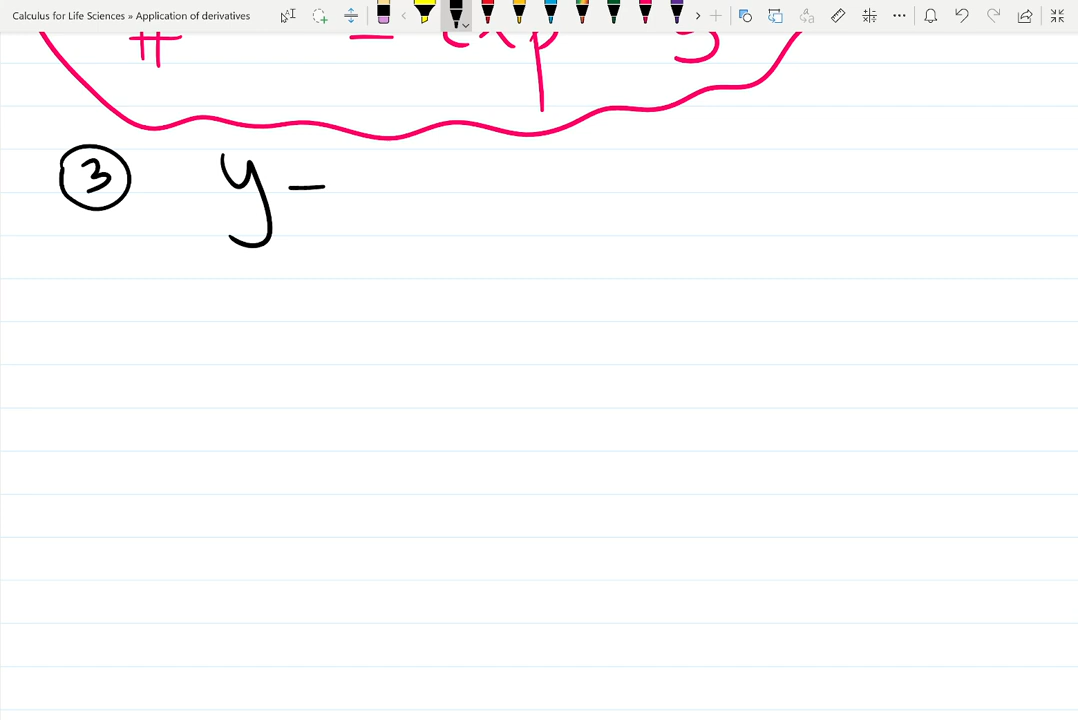 Calculus for Life Sciences » Application of derivatives
③ y –